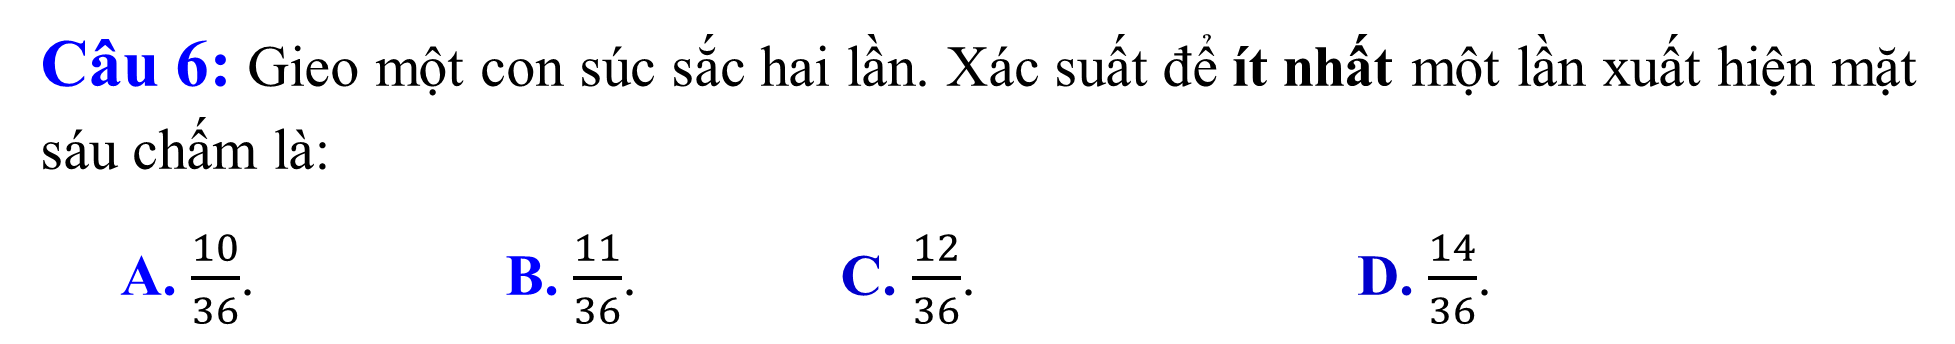 Câu 6: Gieo một con súc sắc hai lần. Xác suất để ít nhất một lần xuất hiện mặt
sáu chấm là:
A. 10/36. B. 11/36. C. 12/36. D. 14/36.